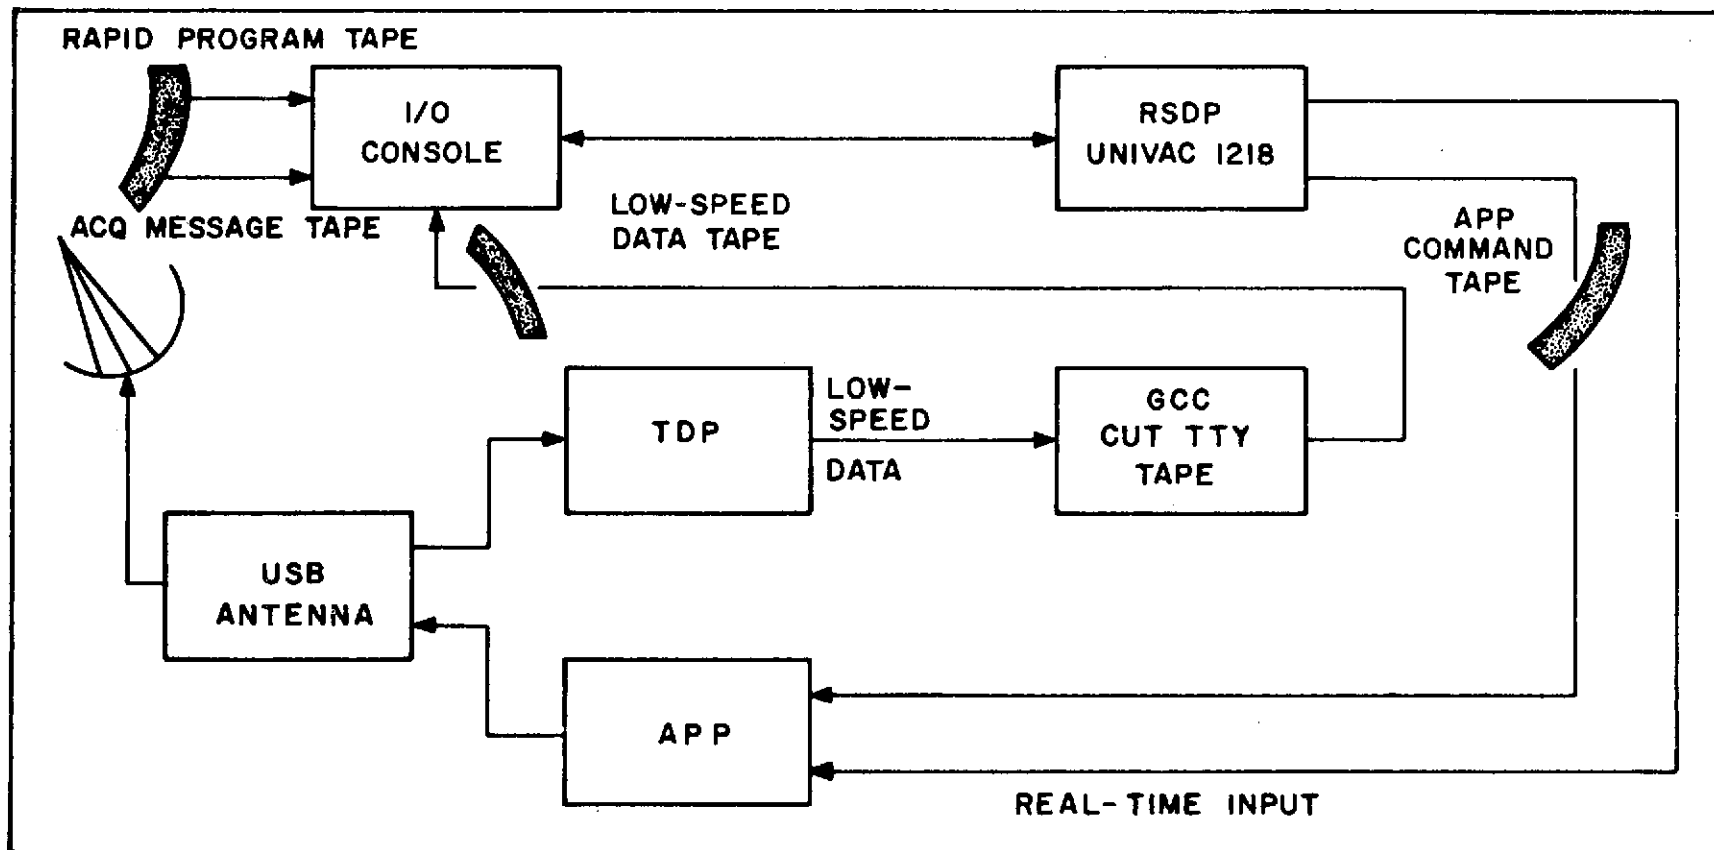 RAPID PROGRAM TAPE
I/O
CONSOLE
RSDP
UNIVAC 1218
ACQ MESSAGE TAPE
LOW-SPEED
DATA TAPE
APP
COMMAND
TAPE
TDP
LOW-
SPEED
DATA
GCC
CUT TTY
TAPE
USB
ANTENNA
APP
REAL-TIME INPUT